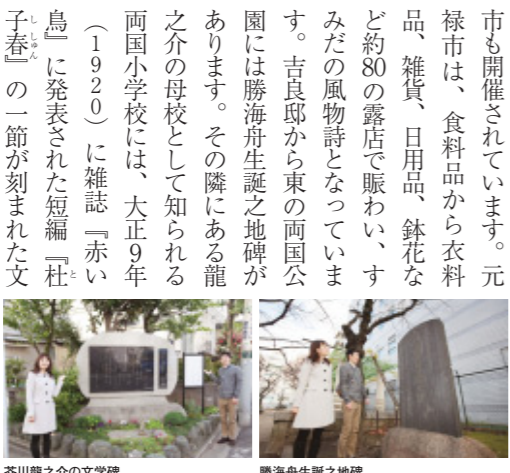 市も開催されています。元
禄市は、食料品から衣料
品、雑貨、日用品、鉢花な
ど約80の露店で賑わい、す
みだの風物詩となっていま
す。吉良邸から東の両国公
園には勝海舟生誕之地碑が
あります。その隣にある龍
之介の母校として知られる
両国小学校には、大正9年
（1920）に雑誌『赤い
鳥』に発表された短編『杜
子春』の一節が刻まれた文
と
し しゅん
芥川龍之介の文学碑
勝海舟生誕之地碑